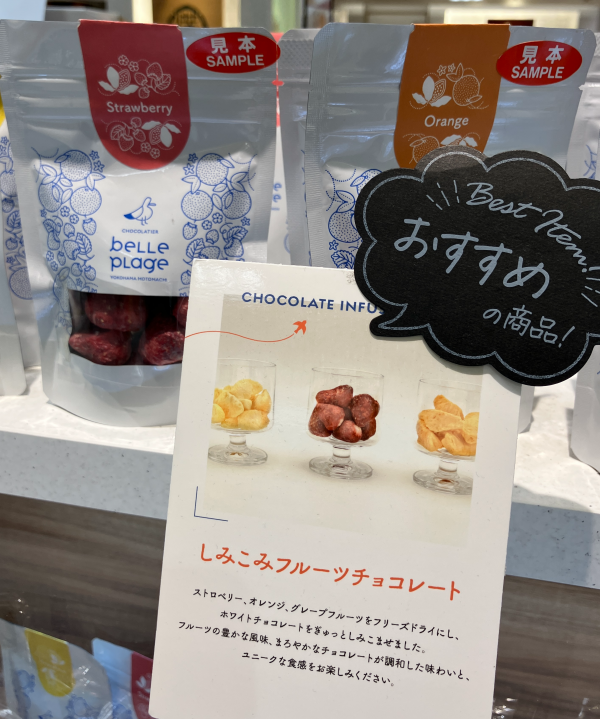 Strawberry
見本
SAMPLE
CHOCOLATIER
belle
plage
YOKOHAMA MOTOMACHI
Orange
見本
SAMPLE
Best Item!
おすすめ
の商品!
CHOCOLATE INFUS
しみこみフルーツチョコレート
ストロベリー、オレンジ、グレープフルーツをフリーズドライにし、
ホワイトチョコレートをぎゅっとしみこませました。
フルーツの豊かな風味、まろやかなチョコレートが調和した味わいと、
ユニークな食感をお楽しみください。
belle